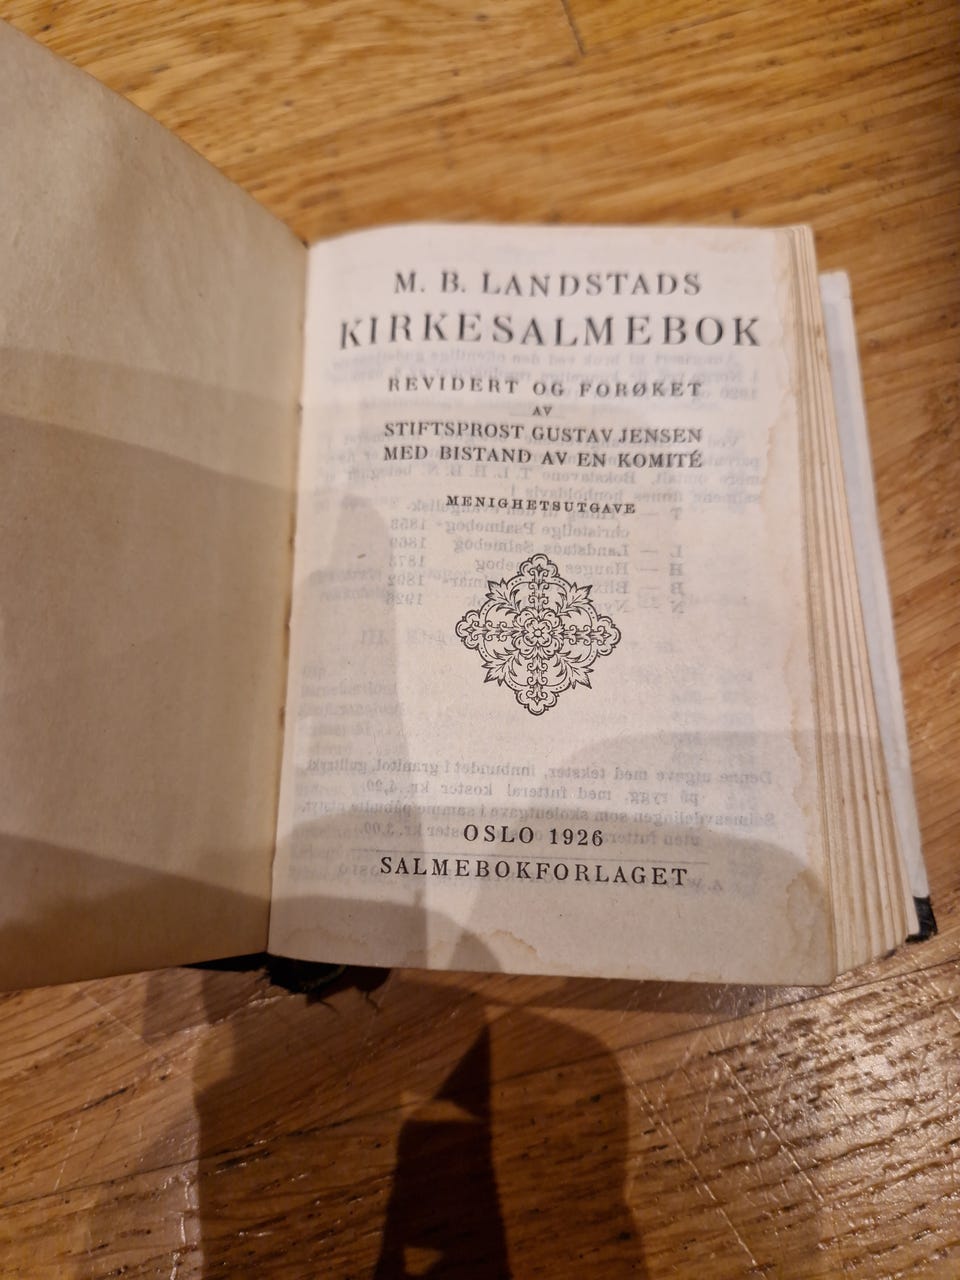 M. B. LANDSTADS
KIRKESALMEBOK
REVIDERT OG FORØKET
AV
STIFTSPROST GUSTAV JENSEN
MED BISTAND AV EN KOMITÉ
MENIGHETSUTGAVE
OSLO 1926
SALMEBOKFORLAGET